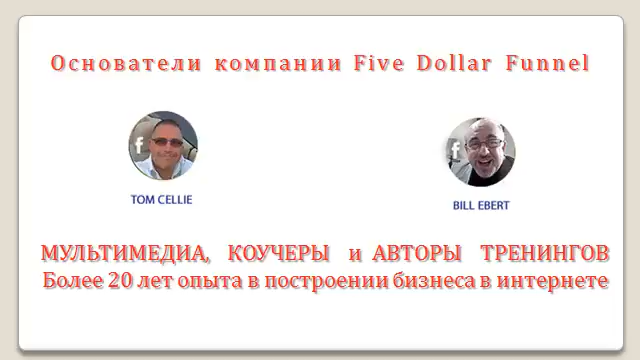 Основатели компании Five Dollar Funnel
f
f
TOM CELLIE
BILL EBERT
МУЛЬТИМЕДИА, КОУЧЕРЫ и АВТОРЫ ТРЕНИНГОВ
Более 20 лет опыта в построении бизнеса в интернете